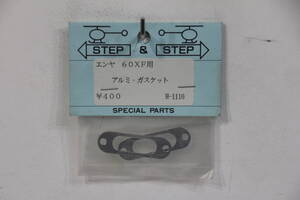 STEP & STEP
エンヤ 60XF用
アルミ・ガスケット
¥400 H-1110
SPECIAL PARTS